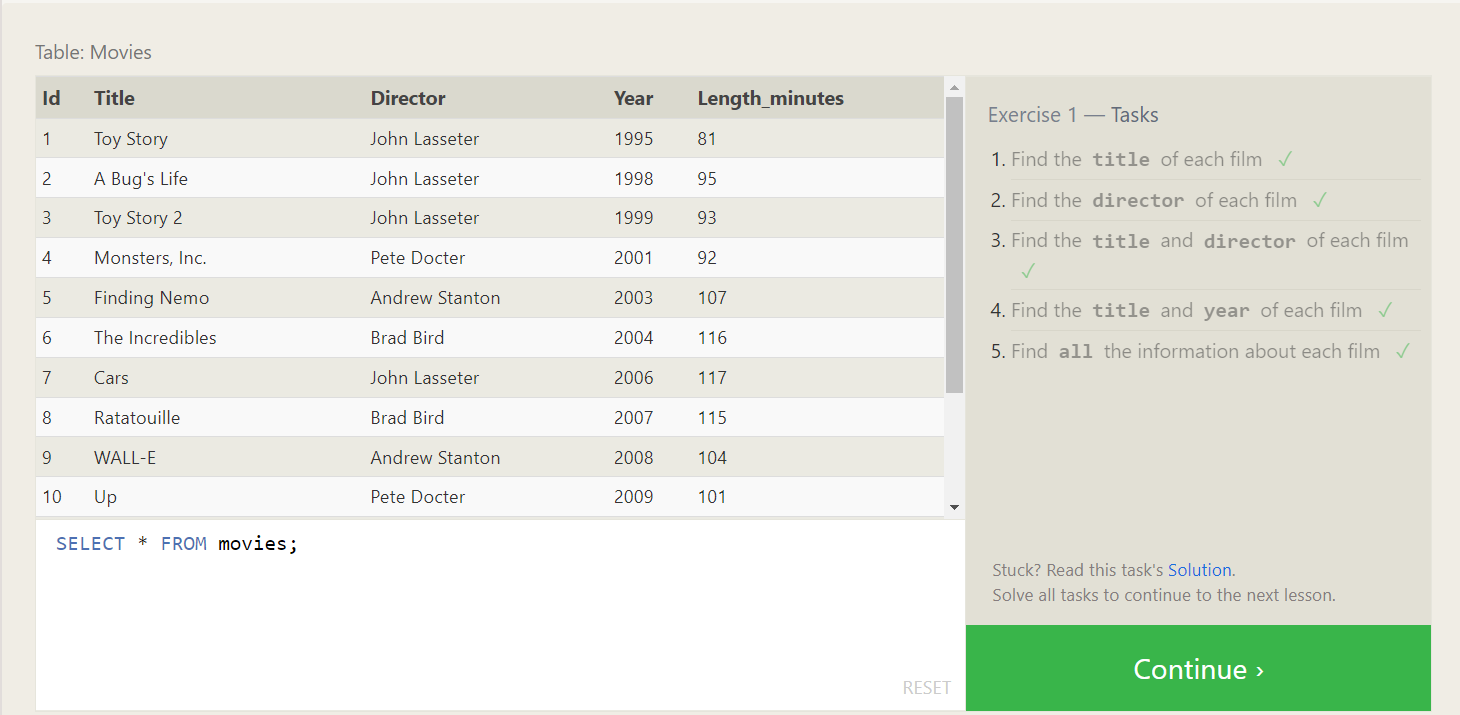 Table: Movies
Id Title Director Year Length_minutes
1 Toy Story John Lasseter 1995 81
2 A Bug's Life John Lasseter 1998 95
3 Toy Story 2 John Lasseter 1999 93
4 Monsters, Inc. Pete Docter 2001 92
5 Finding Nemo Andrew Stanton 2003 107
6 The Incredibles Brad Bird 2004 116
7 Cars John Lasseter 2006 117
8 Ratatouille Brad Bird 2007 115
9 WALL-E Andrew Stanton 2008 104
10 Up Pete Docter 2009 101
SELECT * FROM movies;
RESET
Exercise 1 — Tasks
1. Find the title of each film ✓
2. Find the director of each film ✓
3. Find the title and director of each film
✓
4. Find the title and year of each film ✓
5. Find all the information about each film ✓
Stuck? Read this task's Solution.
Solve all tasks to continue to the next lesson.
Continue ›